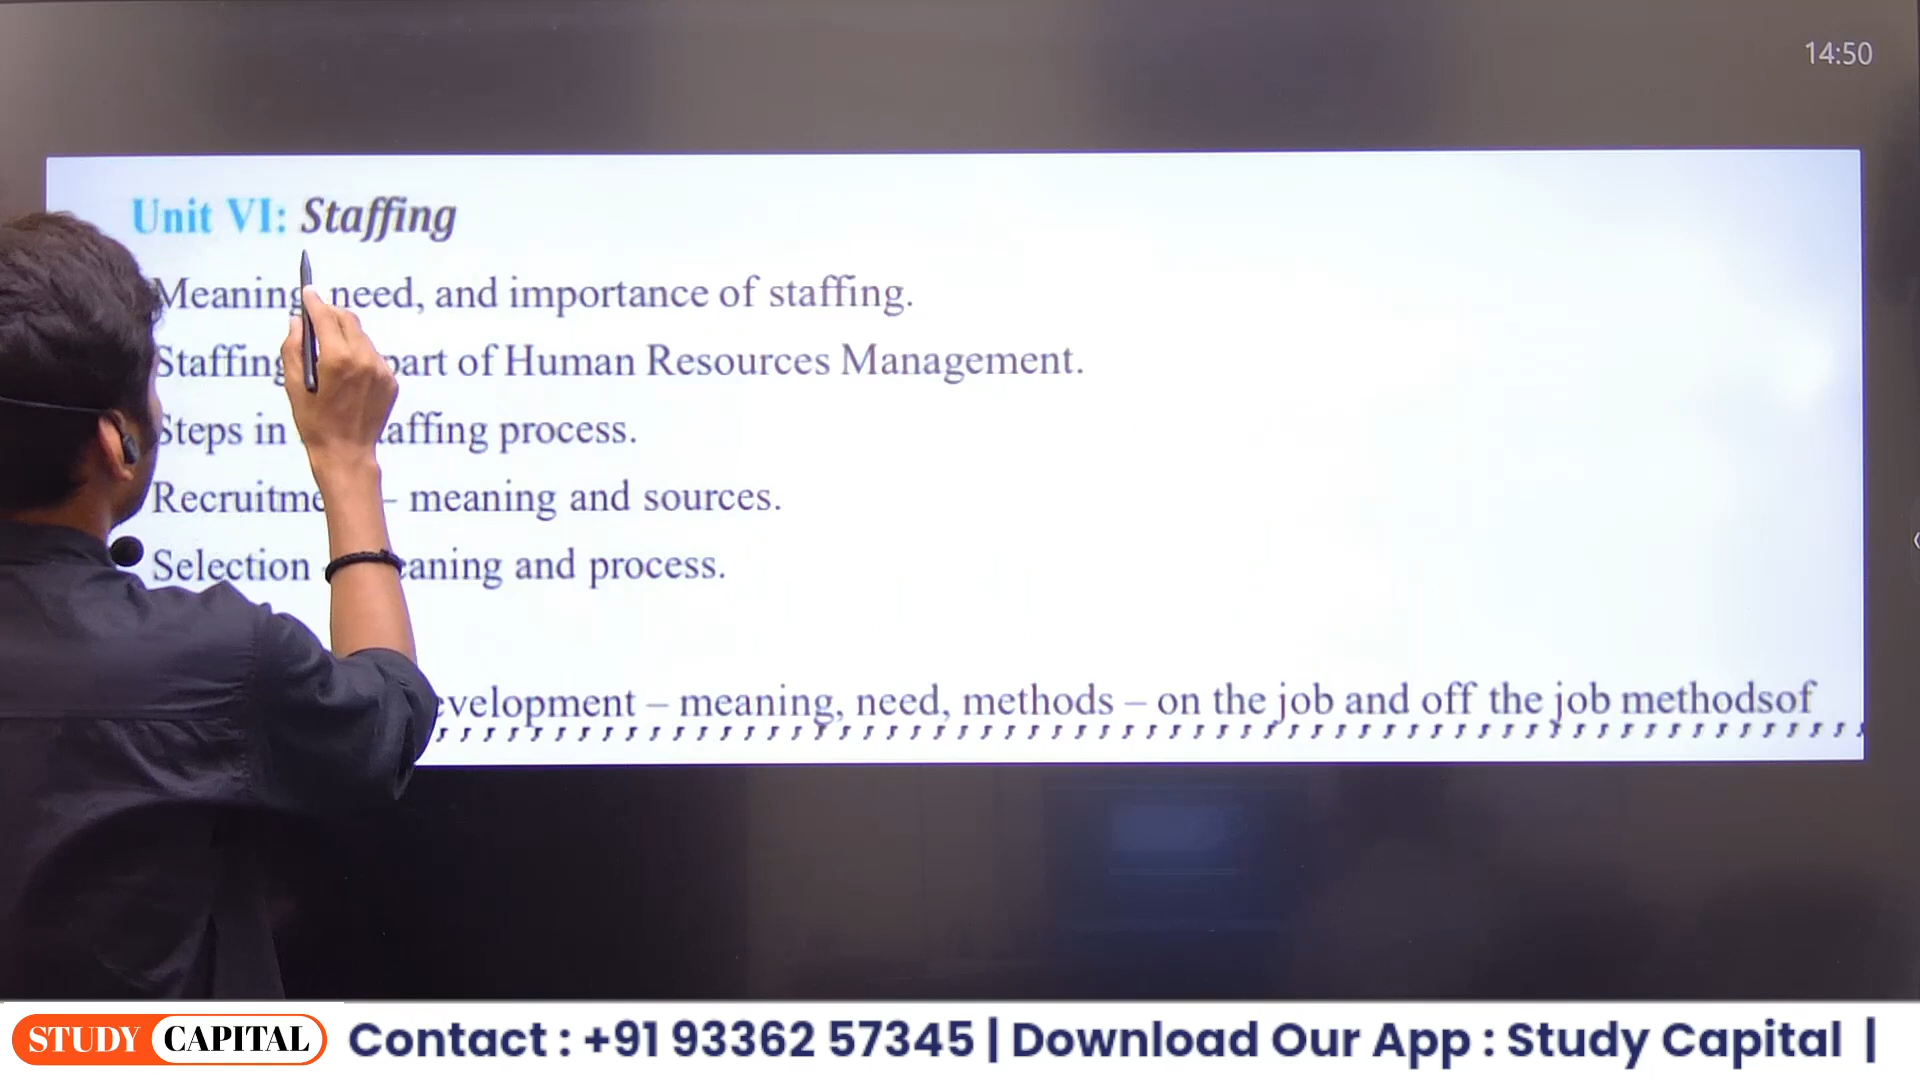 14:50
Unit VI: Staffing
Meaning need, and importance of staffing.
Staffing part of Human Resources Management.
Steps in affing process.
Recruitme – meaning and sources.
Selection eaning and process.
evelopment – meaning, need, methods – on the job and off the job methodsof
STUDY CAPITAL Contact : +91 93362 57345 | Download Our App : Study Capital |